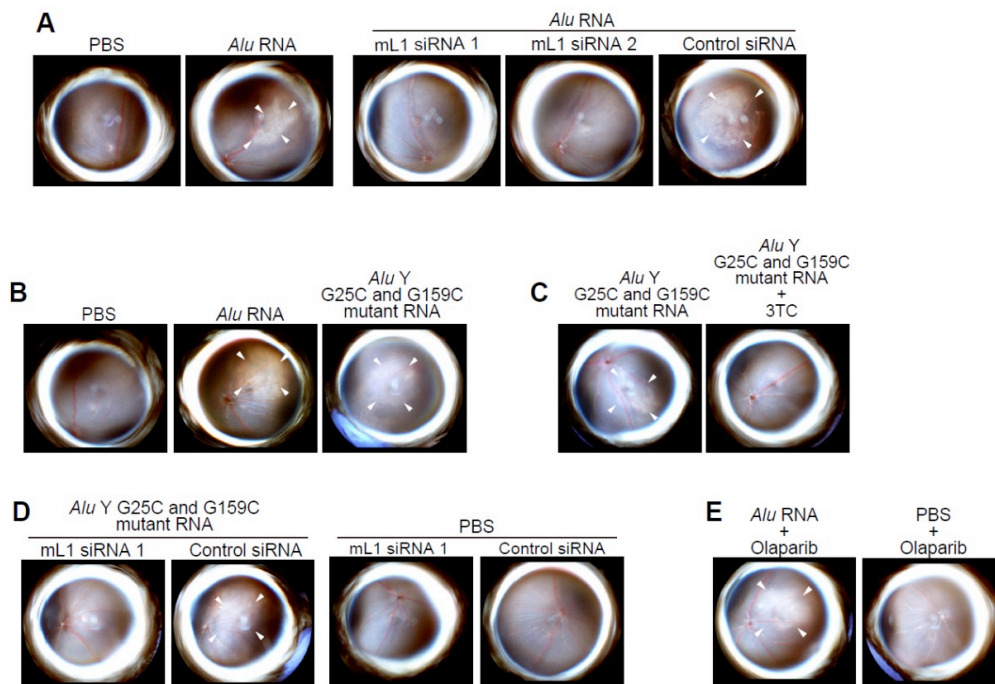 A
Alu RNA
PBS
Alu RNA
mL1 siRNA 1
mL1 siRNA 2
Control siRNA
B
PBS
Alu RNA
Alu Y
G25C and G159C
mutant RNA
C
Alu Y
G25C and G159C
mutant RNA
Alu Y
G25C and G159C
mutant RNA
+
3TC
D
Alu Y G25C and G159C
mutant RNA
mL1 siRNA 1
Control siRNA
PBS
mL1 siRNA 1
Control siRNA
E
Alu RNA
+
Olaparib
PBS
+
Olaparib